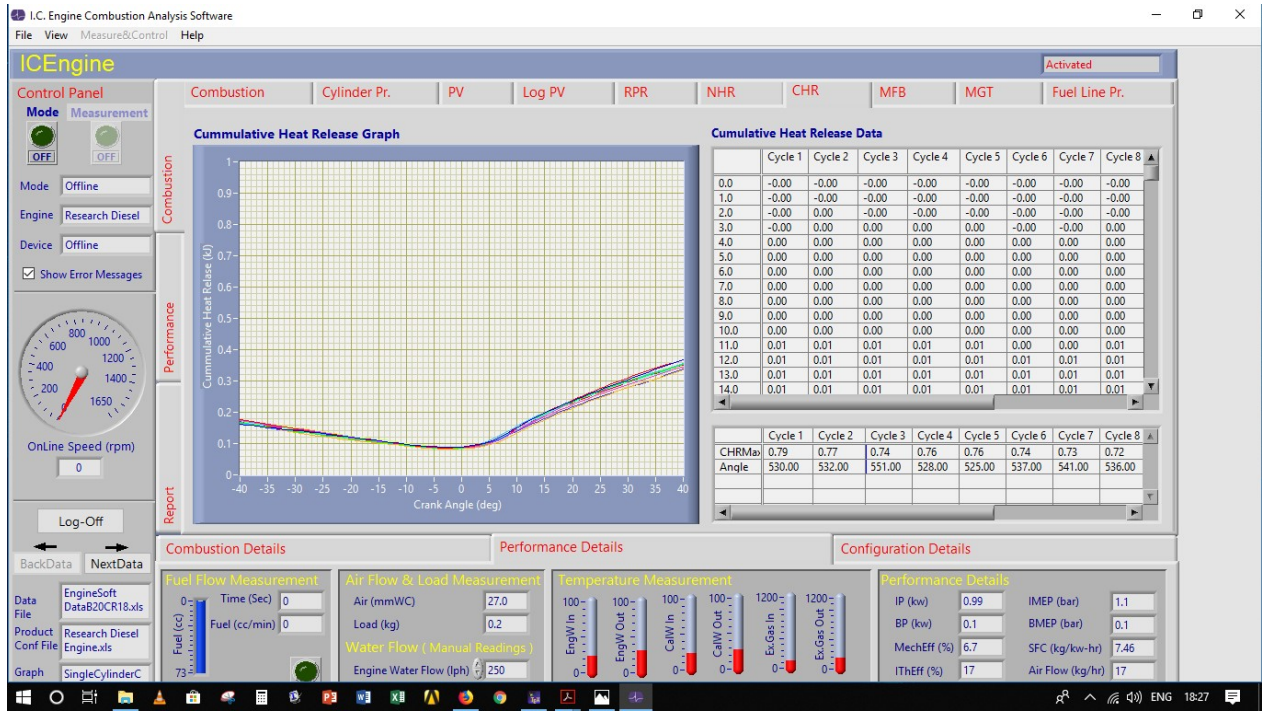 I.C. Engine Combustion Analysis Software
File View Measure&Control Help
ICEngine
Activated
Control Panel
Mode Measurement
OFF OFF
Mode Offline
Engine Research Diesel
Device Offline
Show Error Messages
0 200 400 600 800 1000 1200 1400 1650
OnLine Speed (rpm)
0
Log-Off
BackData NextData
Data File EngineSoft DataB20CR18.xls
Product Conf File Research Diesel Engine.xls
Graph SingleCylinderC
Combustion
Performance
Report
Combustion Cylinder Pr. PV Log PV RPR NHR CHR MFB MGT Fuel Line Pr.
Cummulative Heat Release Graph
Cummulative Heat Relase (kJ)
1
0.9
0.8
0.7
0.6
0.5
0.4
0.3
0.2
0.1
0
-40 -35 -30 -25 -20 -15 -10 -5 0 5 10 15 20 25 30 35 40
Crank Angle (deg)
Cumulative Heat Release Data
Cycle 1 Cycle 2 Cycle 3 Cycle 4 Cycle 5 Cycle 6 Cycle 7 Cycle 8
0.0 -0.00 -0.00 -0.00 -0.00 -0.00 -0.00 -0.00 -0.00
1.0 -0.00 -0.00 -0.00 -0.00 -0.00 -0.00 -0.00 -0.00
2.0 -0.00 0.00 -0.00 -0.00 0.00 -0.00 -0.00 -0.00
3.0 -0.00 0.00 0.00 0.00 0.00 -0.00 -0.00 0.00
4.0 0.00 0.00 0.00 0.00 0.00 0.00 0.00 0.00
5.0 0.00 0.00 0.00 0.00 0.00 0.00 0.00 0.00
6.0 0.00 0.00 0.00 0.00 0.00 0.00 0.00 0.00
7.0 0.00 0.00 0.00 0.00 0.00 0.00 0.00 0.00
8.0 0.00 0.00 0.00 0.00 0.00 0.00 0.00 0.00
9.0 0.00 0.00 0.00 0.00 0.00 0.00 0.00 0.00
10.0 0.00 0.00 0.00 0.00 0.00 0.00 0.00 0.00
11.0 0.01 0.01 0.01 0.01 0.01 0.00 0.00 0.01
12.0 0.01 0.01 0.01 0.01 0.01 0.01 0.01 0.01
13.0 0.01 0.01 0.01 0.01 0.01 0.01 0.01 0.01
14.0 0.01 0.01 0.01 0.01 0.01 0.01 0.01 0.01
Cycle 1 Cycle 2 Cycle 3 Cycle 4 Cycle 5 Cycle 6 Cycle 7 Cycle 8
CHRMax 0.79 0.77 0.74 0.76 0.76 0.74 0.73 0.72
Angle 530.00 532.00 551.00 528.00 525.00 537.00 541.00 536.00
Combustion Details Performance Details Configuration Details
Fuel Flow Measurement
Fuel (cc)
0
73
Time (Sec) 0
Fuel (cc/min) 0
Air Flow & Load Measurement
Air (mmWC) 27.0
Load (kg) 0.2
Water Flow ( Manual Readings )
Engine Water Flow (lph) 250
Temperature Measurement
100 100 100 100 1200 1200
EngW In EngW Out CalW In CalW Out Ex.Gas In Ex.Gas Out
0 0 0 0 0 0
Performance Details
IP (kw) 0.99 IMEP (bar) 1.1
BP (kw) 0.1 BMEP (bar) 0.1
MechEff (%) 6.7 SFC (kg/kw-hr) 7.46
IThEff (%) 17 Air Flow (kg/hr) 17
ENG 18:27